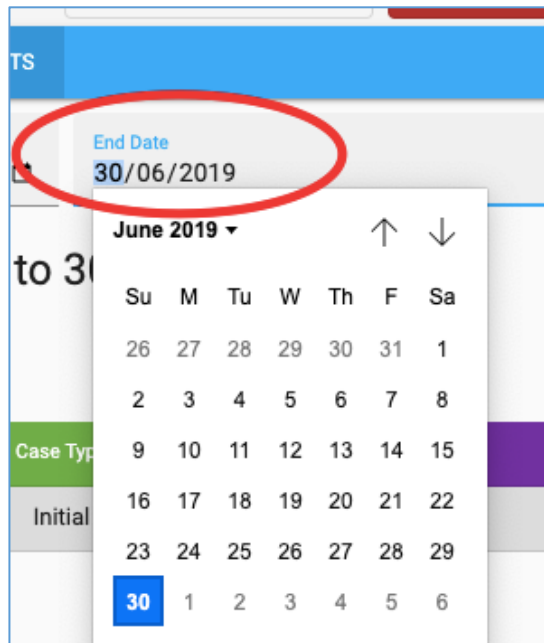 TS
End Date
30/06/2019
to 30
June 2019
Su M Tu W Th F Sa
26 27 28 29 30 31 1
2 3 4 5 6 7 8
9 10 11 12 13 14 15
Case Typ
16 17 18 19 20 21 22
Initial
23 24 25 26 27 28 29
30 1 2 3 4 5 6